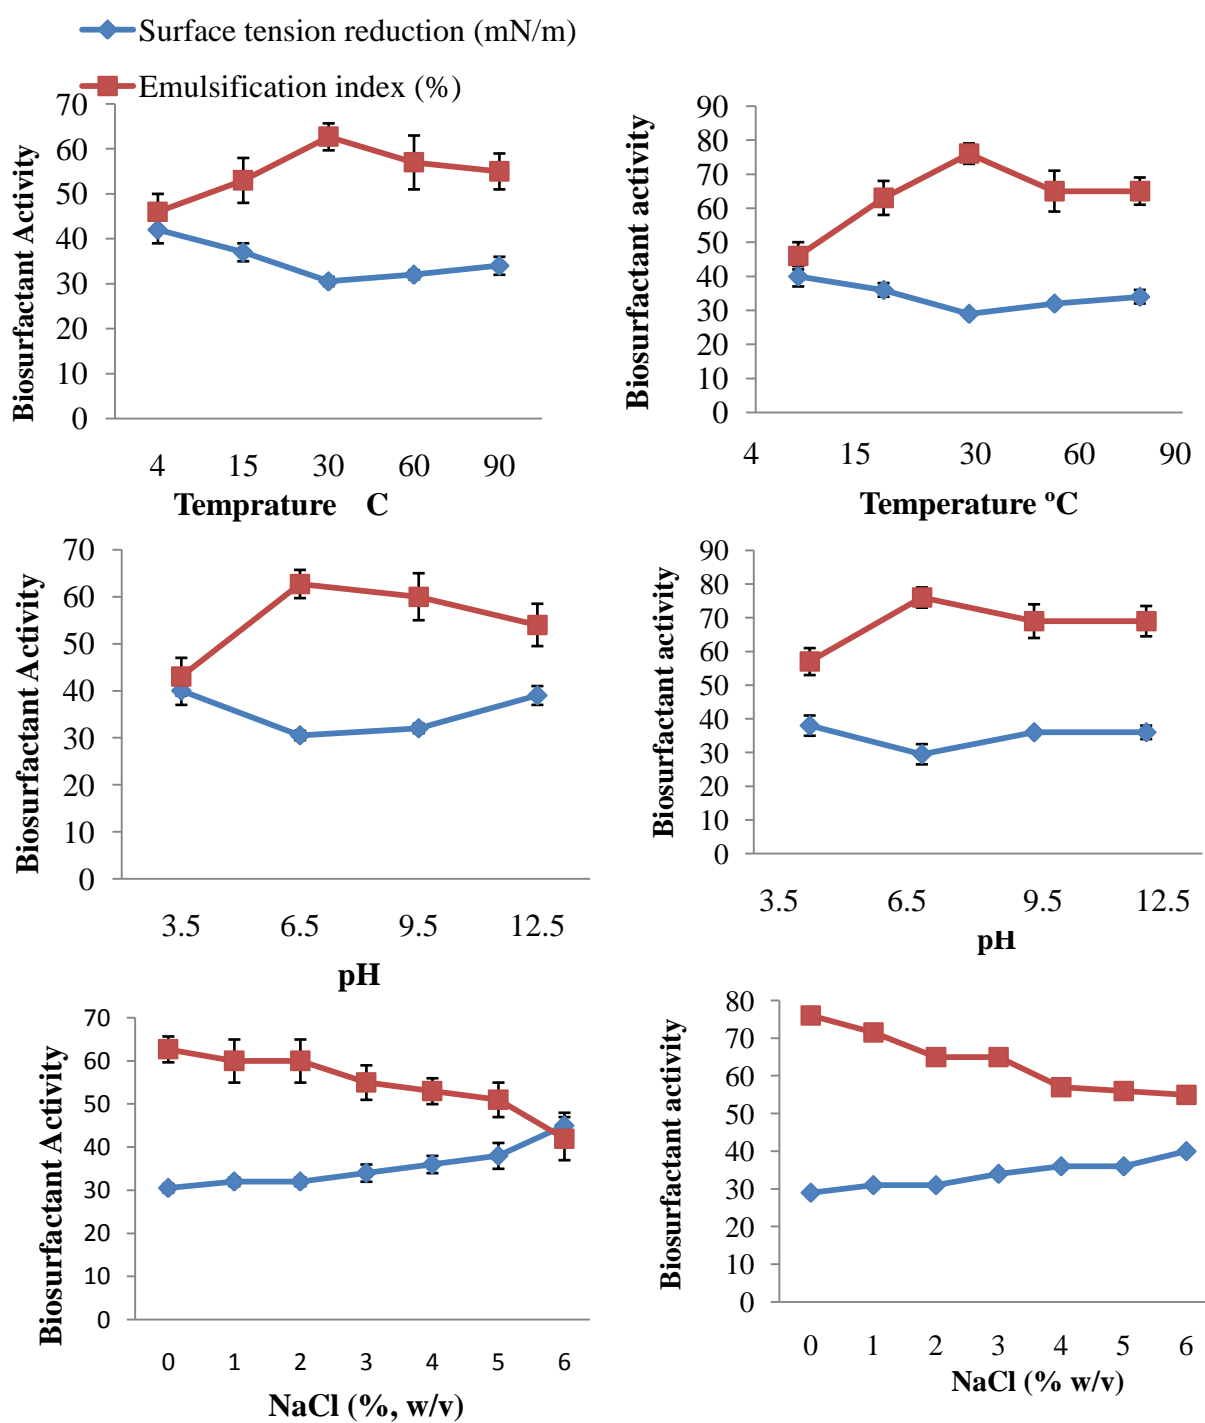 Surface tension reduction (mN/m)
Emulsification index (%)
70
60
50
40
30
20
10
0
Biosurfactant Activity
4 15 30 60 90
Temprature C
90
80
70
60
50
40
30
20
10
0
Biosurfactant activity
4 15 30 60 90
Temperature ºC
70
60
50
40
30
20
10
0
Biosurfactant Activity
3.5 6.5 9.5 12.5
pH
90
80
70
60
50
40
30
20
10
0
Biosurfactant activity
3.5 6.5 9.5 12.5
pH
70
60
50
40
30
20
10
0
Biosurfactant Activity
0 1 2 3 4 5 6
NaCl (%, w/v)
80
70
60
50
40
30
20
10
0
Biosurfactant activity
0 1 2 3 4 5 6
NaCl (% w/v)